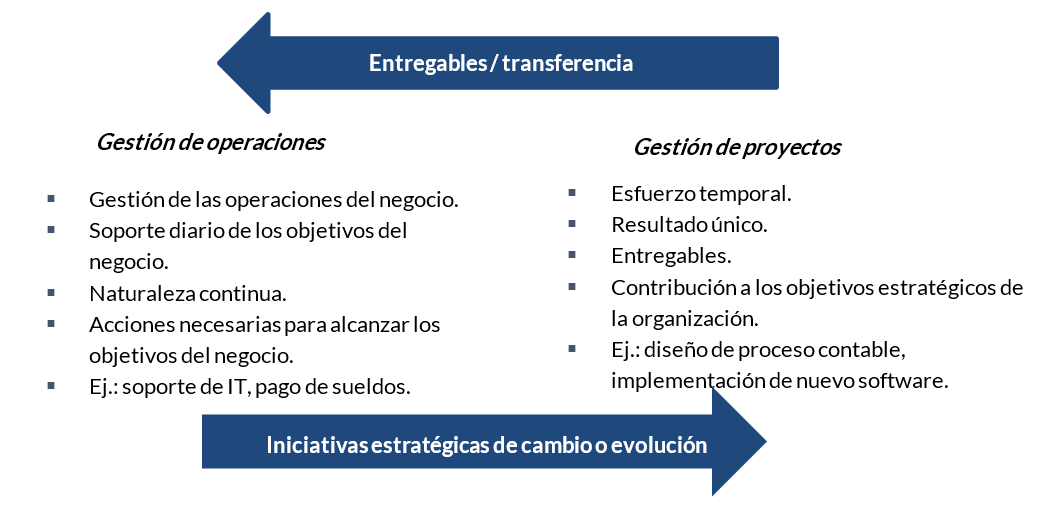 Entregables / transferencia
Gestión de operaciones
▪ Gestión de las operaciones del negocio.
▪ Soporte diario de los objetivos del
negocio.
▪ Naturaleza continua.
▪ Acciones necesarias para alcanzar los
objetivos del negocio.
▪ Ej.: soporte de IT, pago de sueldos.
Gestión de proyectos
▪ Esfuerzo temporal.
▪ Resultado único.
▪ Entregables.
▪ Contribución a los objetivos estratégicos de
la organización.
▪ Ej.: diseño de proceso contable,
implementación de nuevo software.
Iniciativas estratégicas de cambio o evolución